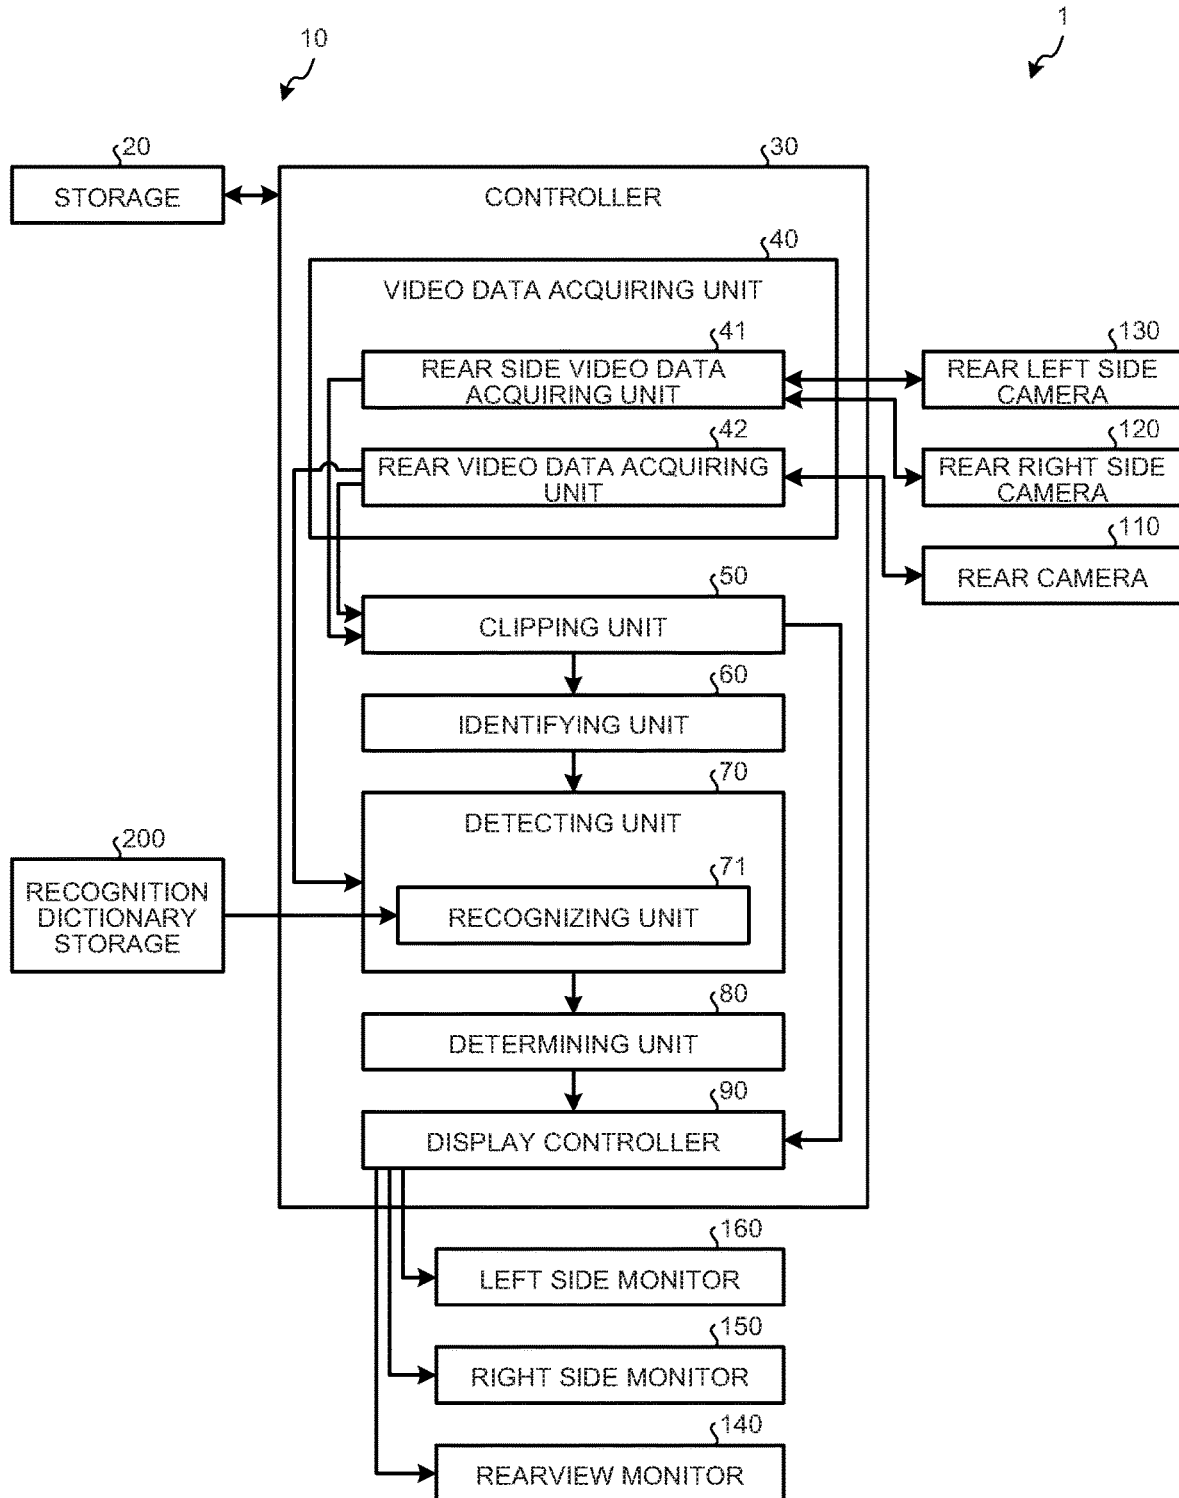 10
1
20
STORAGE
30
CONTROLLER
40
VIDEO DATA ACQUIRING UNIT
41
REAR SIDE VIDEO DATA
ACQUIRING UNIT
130
REAR LEFT SIDE
CAMERA
42
REAR VIDEO DATA ACQUIRING
UNIT
120
REAR RIGHT SIDE
CAMERA
110
REAR CAMERA
50
CLIPPING UNIT
60
IDENTIFYING UNIT
70
DETECTING UNIT
200
RECOGNITION
DICTIONARY
STORAGE
71
RECOGNIZING UNIT
80
DETERMINING UNIT
90
DISPLAY CONTROLLER
160
LEFT SIDE MONITOR
150
RIGHT SIDE MONITOR
140
REARVIEW MONITOR